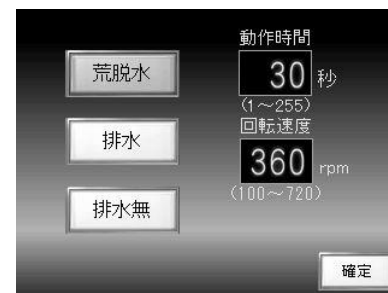 荒脱水
排水
排水無
動作時間
30 秒
(1～255)
回転速度
360 rpm
(100～720)
確定